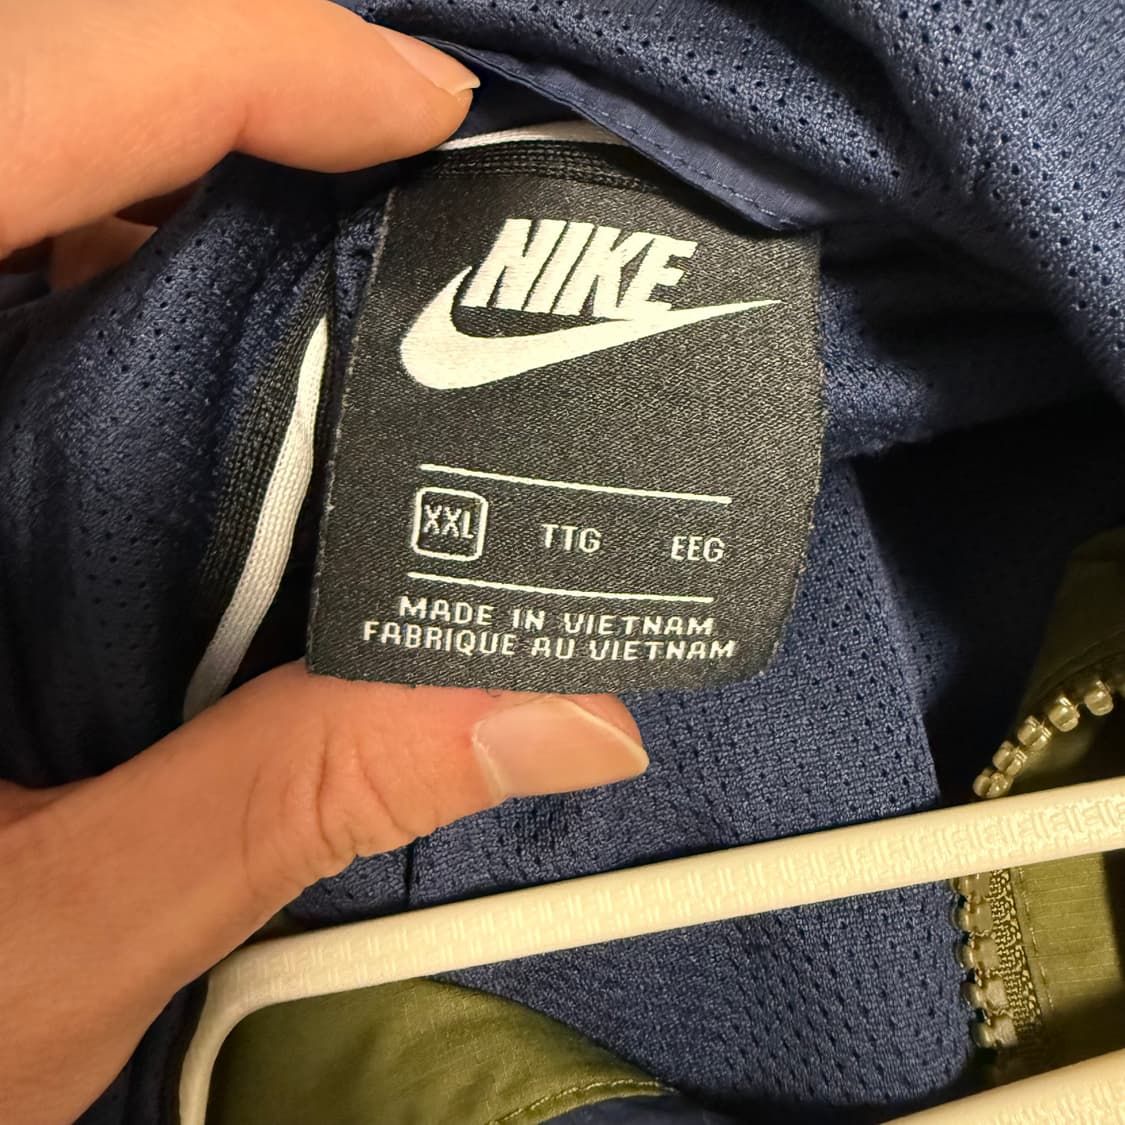 NIKE
XXL TTG EEG
MADE IN VIETNAM
FABRIQUE AU VIETNAM